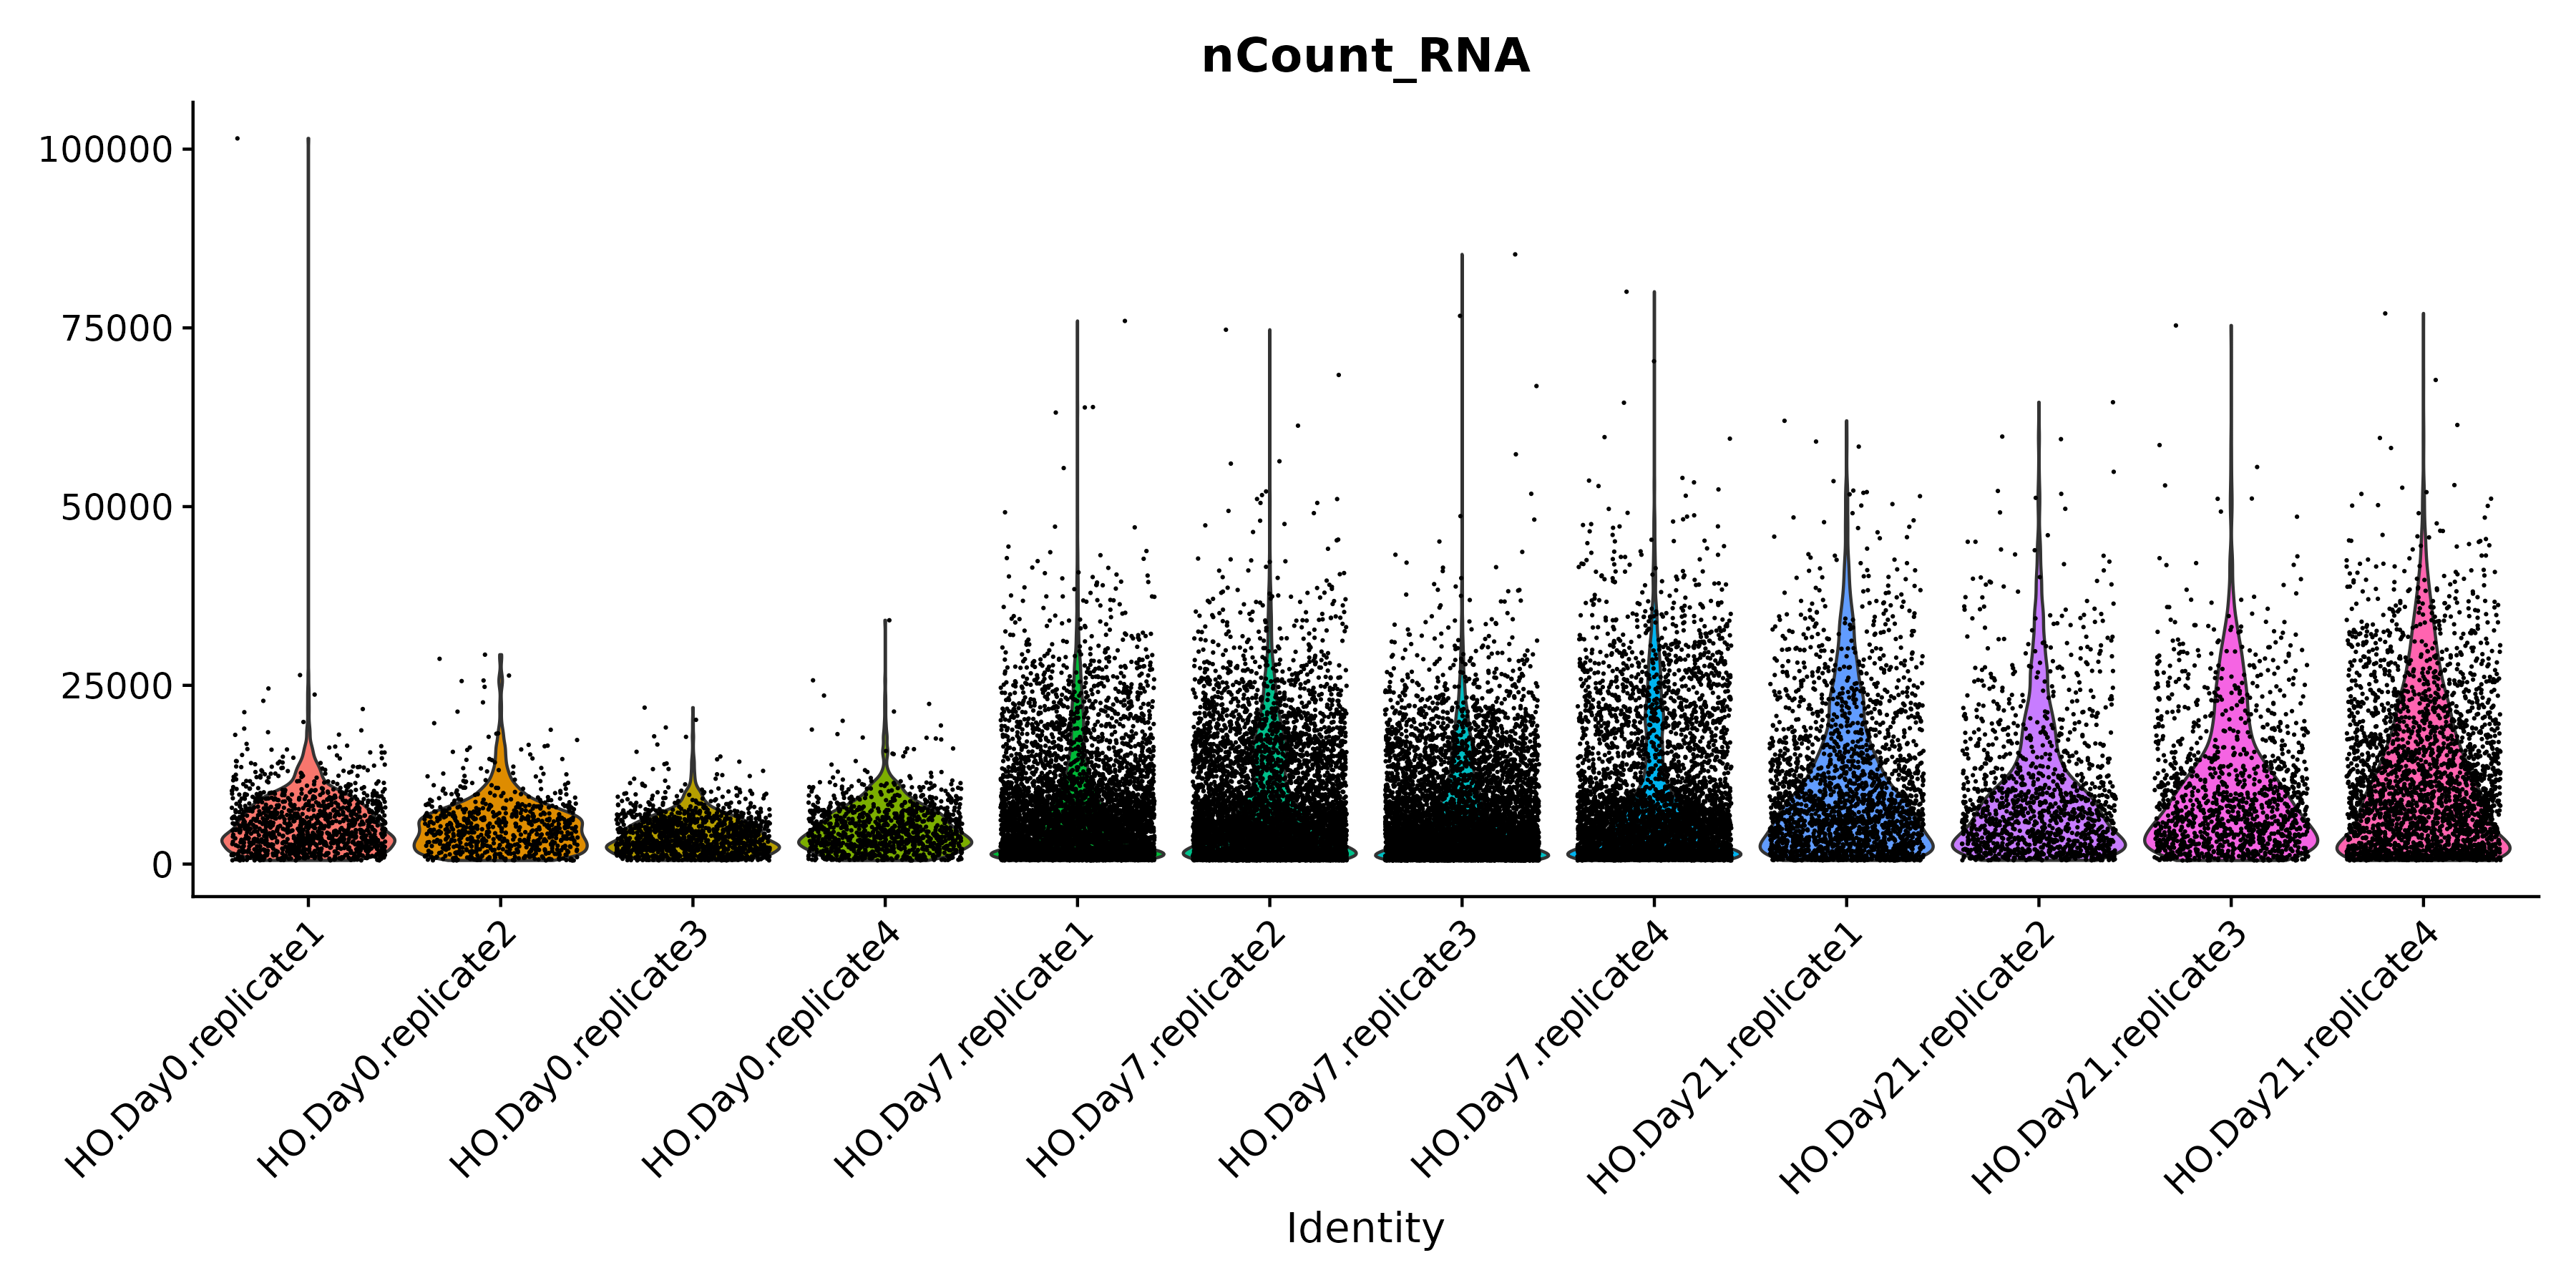 nCount_RNA
100000
75000
50000
25000
0
HO.Day0.replicate1
HO.Day0.replicate2
HO.Day0.replicate3
HO.Day0.replicate4
HO.Day7.replicate1
HO.Day7.replicate2
HO.Day7.replicate3
HO.Day7.replicate4
HO.Day21.replicate1
HO.Day21.replicate2
HO.Day21.replicate3
HO.Day21.replicate4
Identity